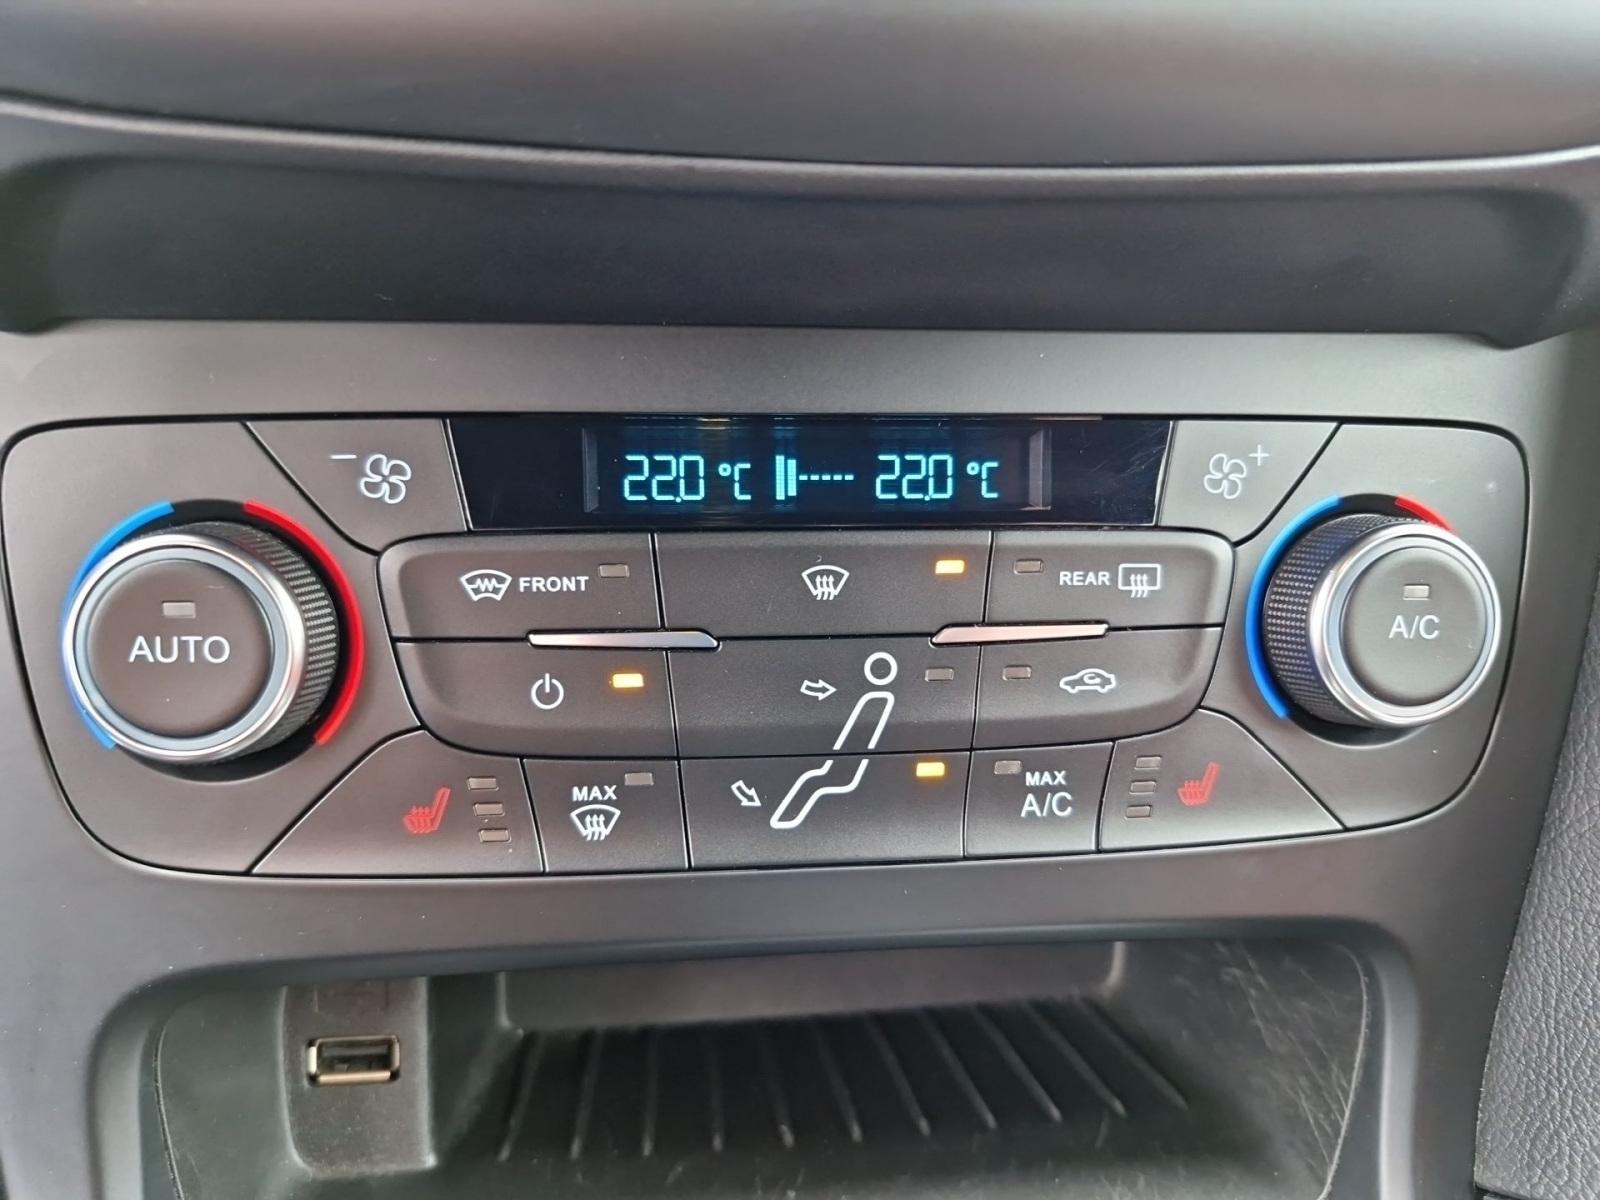 22.0 °C 22.0 °C
- +
FRONT
REAR
AUTO
A/C
MAX
MAX
A/C